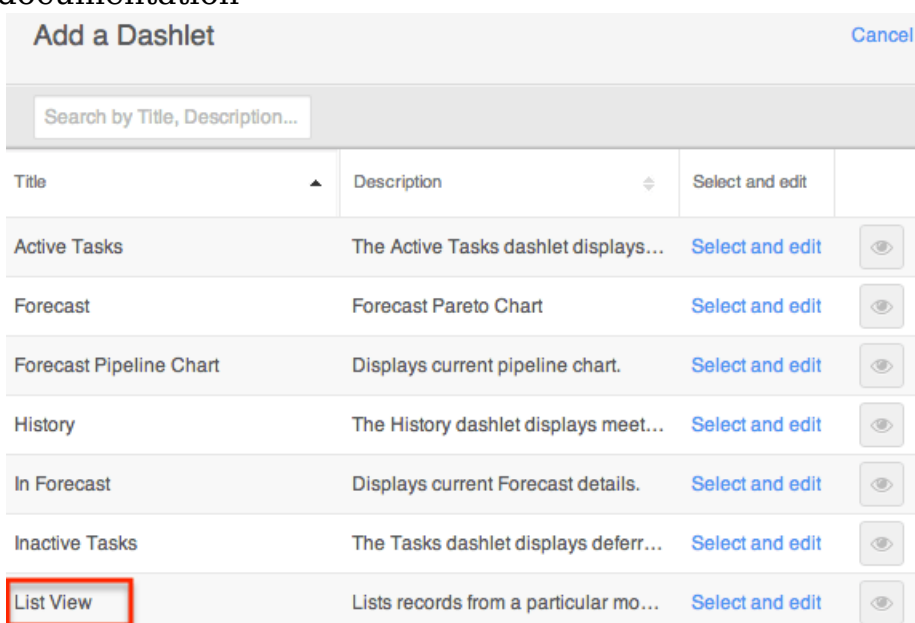 documentation
Add a Dashlet Cancel
Search by Title, Description...
Title Description Select and edit
Active Tasks The Active Tasks dashlet displays... Select and edit
Forecast Forecast Pareto Chart Select and edit
Forecast Pipeline Chart Displays current pipeline chart. Select and edit
History The History dashlet displays meet... Select and edit
In Forecast Displays current Forecast details. Select and edit
Inactive Tasks The Tasks dashlet displays deferr... Select and edit
List View Lists records from a particular mo... Select and edit